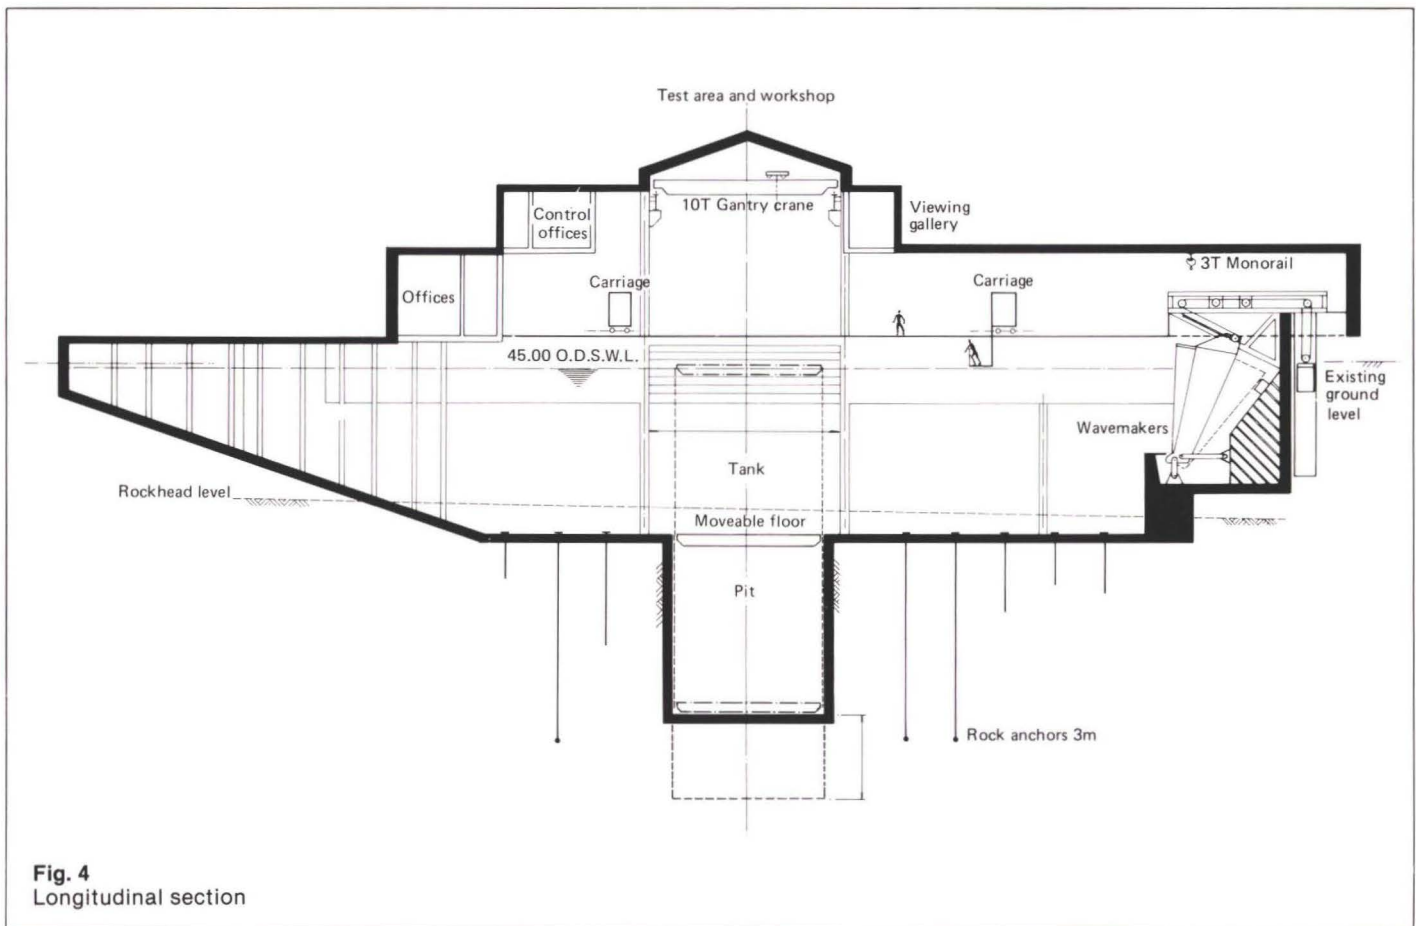 Test area and workshop
10T Gantry crane
Control
offices
Viewing
gallery
3T Monorail
Carriage
Carriage
Offices
45.00 O.D.S.W.L.
Existing
ground
level
Wavemakers
Tank
Rockhead level
Moveable floor
Pit
Rock anchors 3m
Fig. 4
Longitudinal section